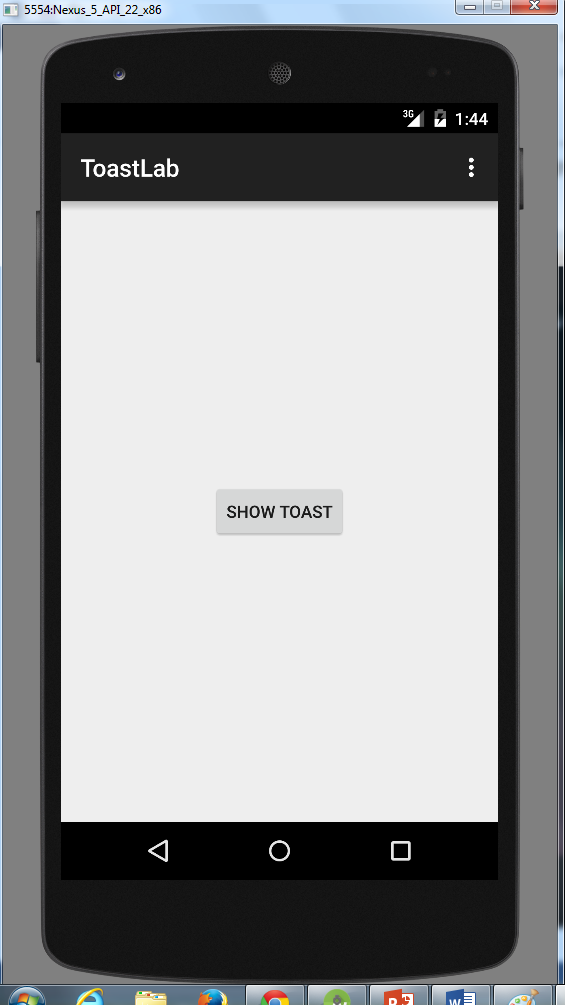 5554:Nexus_5_API_22_x86
3G 1:44
ToastLab
SHOW TOAST